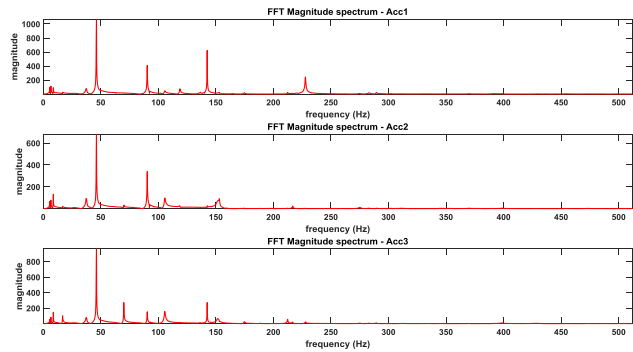 FFT Magnitude spectrum - Acc1
magnitude
1000
800
600
400
200
0 50 100 150 200 250 300 350 400 450 500
frequency (Hz)
FFT Magnitude spectrum - Acc2
magnitude
600
400
200
0 50 100 150 200 250 300 350 400 450 500
frequency (Hz)
FFT Magnitude spectrum - Acc3
magnitude
800
600
400
200
0 50 100 150 200 250 300 350 400 450 500
frequency (Hz)